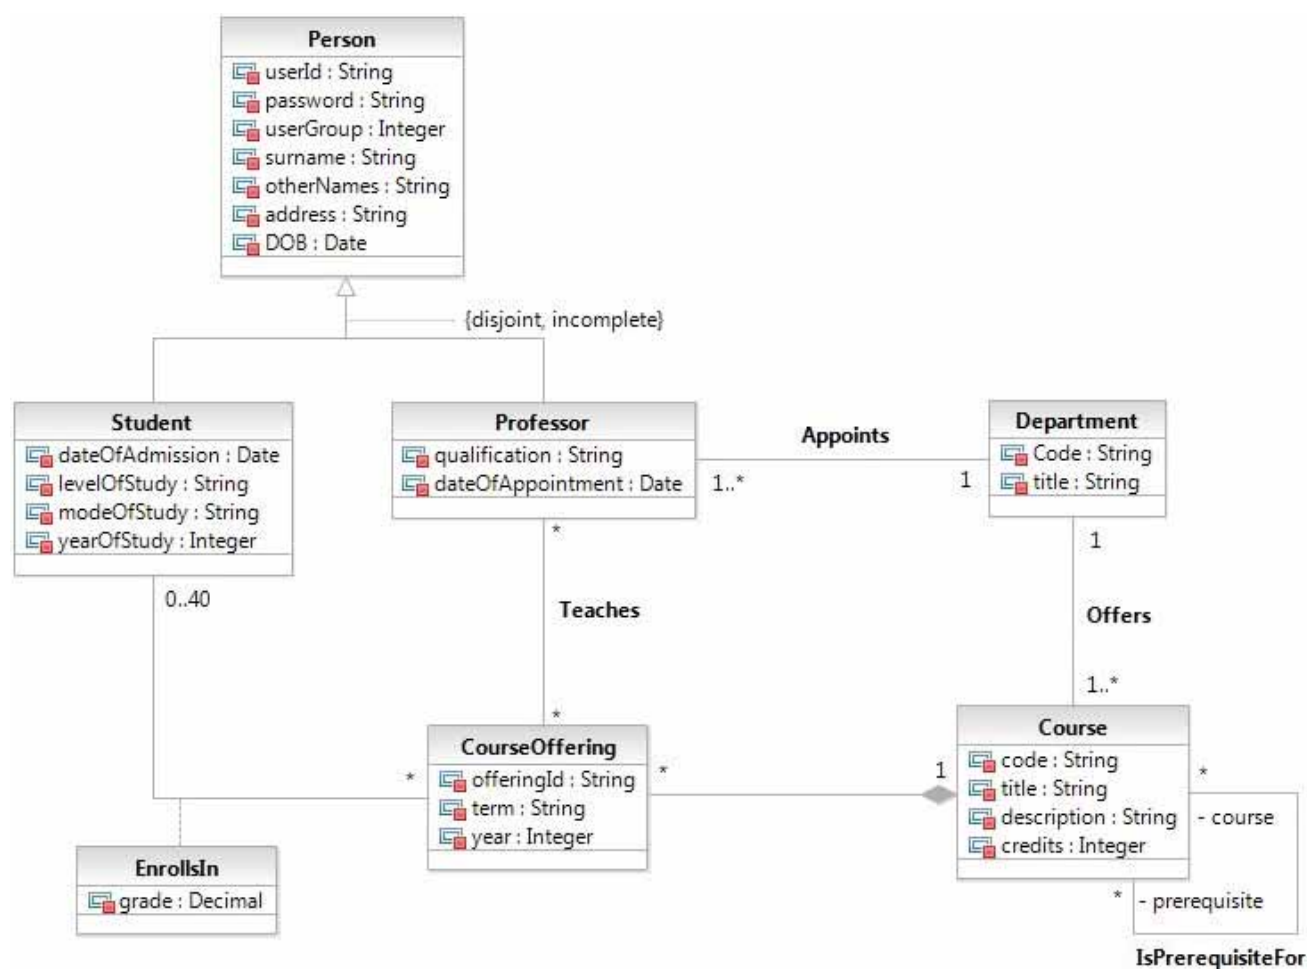 Person
userId : String
password : String
userGroup : Integer
surname : String
otherNames : String
address : String
DOB : Date
{disjoint, incomplete}
Student
dateOfAdmission : Date
levelOfStudy : String
modeOfStudy : String
yearOfStudy : Integer
Professor
qualification : String
dateOfAppointment : Date
Appoints
1..*
1
Department
Code : String
title : String
0..40
*
Teaches
*
1
Offers
1..*
*
CourseOffering
offeringId : String
term : String
year : Integer
*
1
Course
code : String
title : String
description : String
credits : Integer
*
- course
*
- prerequisite
IsPrerequisiteFor
EnrollsIn
grade : Decimal